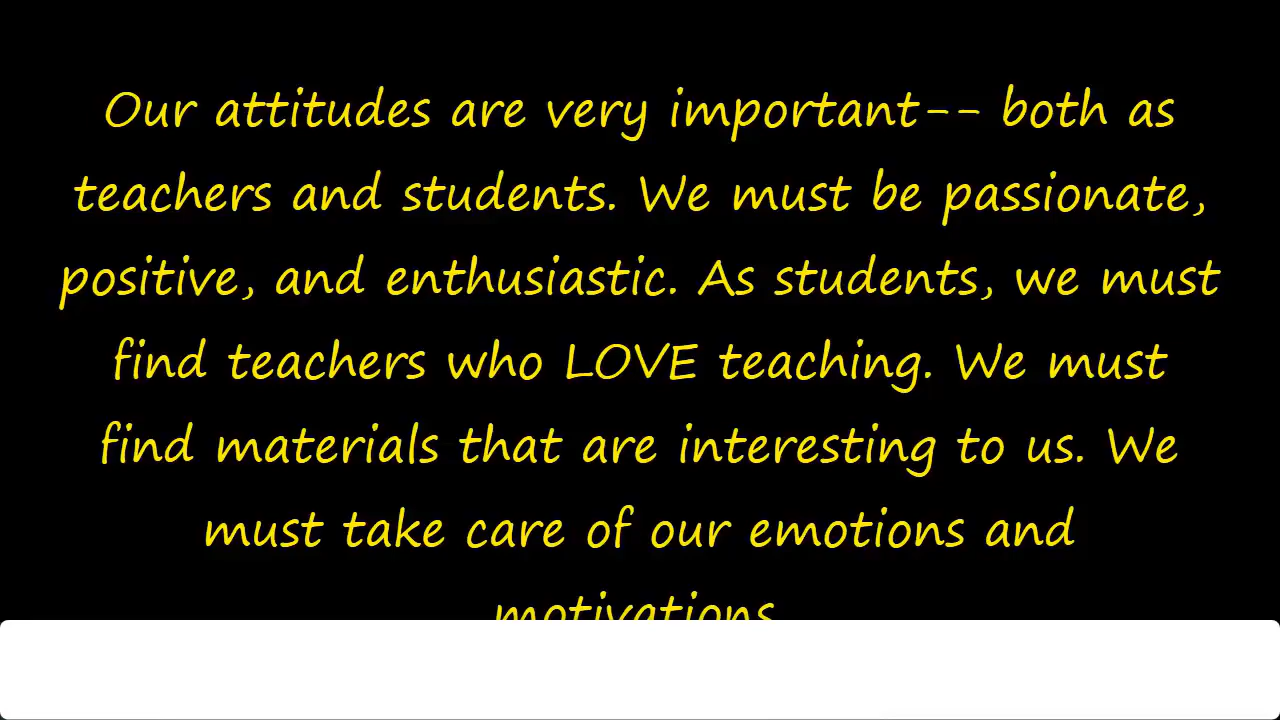 Our attitudes are very important-- both as
teachers and students. We must be passionate,
positive, and enthusiastic. As students, we must
find teachers who LOVE teaching. We must
find materials that are interesting to us. We
must take care of our emotions and
motivations